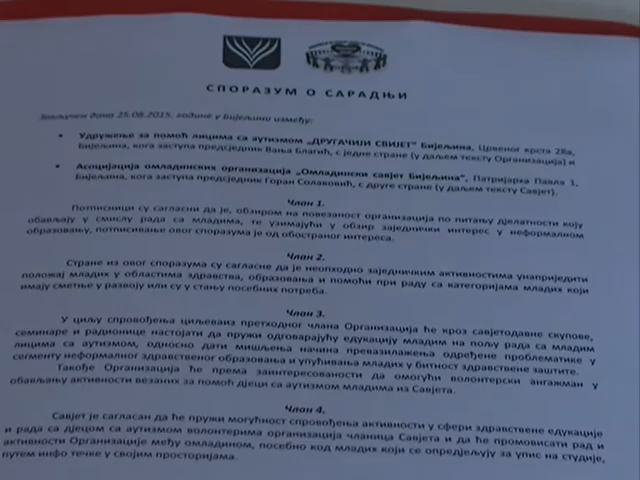 СПОРАЗУМ О САРАДЊИ
Закључен дана 25.08.2015. године у Бијељини између:
• Удружење за помоћ лицима са аутизмом „ДРУГАЧИЈИ СВИЈЕТ" Бијељина, Црвеног крста 28а,
Бијељина, кога заступа предсједник Вања Благић, с једне стране (у даљем тексту Организација) и
• Асоцијација омладинских организација „Омладински савјет Бијељина", Патријарха Павла 1,
Бијељина, кога заступа предсједник Горан Солаковић, с друге стране (у даљем тексту Савјет).
Члан 1.
Потписници су сагласни да је, обзиром на повезаност организација по питању дјелатности коју
обављају у смислу рада са младима, те узимајући у обзир заједнички интерес у неформалном
образовању, потписивање овог споразума је од обостраног интереса.
Члан 2.
Стране из овог споразума су сагласне да је неопходно заједничким активностима унаприједити
положај младих у областима здравства, образовања и помоћи при раду са категоријама младих који
имају сметње у развоју или су у стању посебних потреба.
Члан 3.
У циљу спровођења циљеваиз претходног члана Организација ће кроз савјетодавне скупове,
семинаре и радионице настојати да пружи одговарајућу едукацију младим на пољу рада са младим
лицима са аутизмом, односно дати мишљења начина превазилажења одређене проблематике у
сегменту неформалног здравственог образовања и упућивања младих у битност здравствене заштите.
Такође Организација ће према заинтересованости да омогући волонтерски ангажман у
обављању активности везаних за помоћ дјеци са аутизмом младима из Савјета.
Члан 4.
Савјет је сагласан да ће пружи могућност спровођења активности у сфери здравствене едукације
и рада са дјецом са аутизмом волонтерима организација чланица Савјета и да ће промовисати рад и
активности Организације међу омладином, посебно код младих који се опредјељују за упис на студије,
путем инфо течке у својим просторијама.